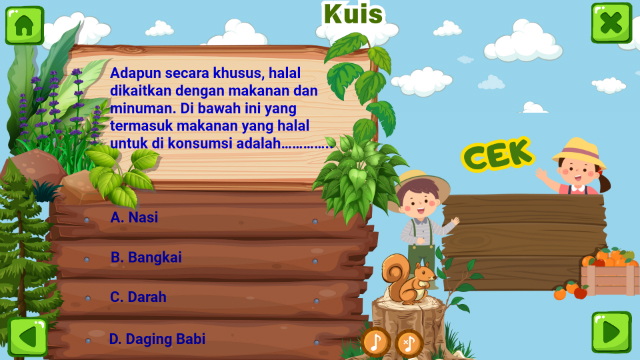 Kuis
Adapun secara khusus, halal
dikaitkan dengan makanan dan
minuman. Di bawah ini yang
termasuk makanan yang halal
untuk di konsumsi adalah…………..
CEK
A. Nasi
B. Bangkai
C. Darah
D. Daging Babi